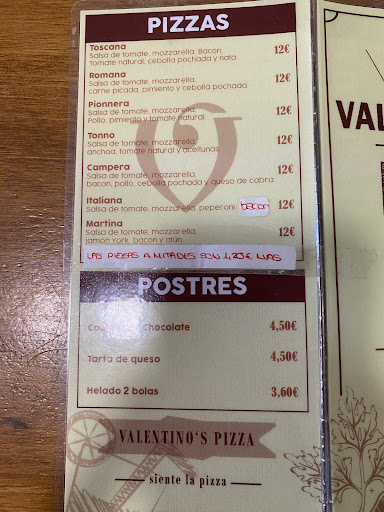 PIZZAS
Toscana
Salsa de tomate, mozzarella, Bacon,
Tomate natural, cebolla pochada y nata
12€
Romana
Salsa de tomate, mozzarella,
carne picada, pimiento y cebolla pochada
12€
Pionnera
Salsa de tomate, mozzarella,
Pollo, pimiento y tomate natural
12€
Tonno
Salsa de tomate, mozzarella,
anchoa, tomate natural y aceitunas
12€
Campera
Salsa de tomate, mozzarella,
bacon, pollo, cebolla pochada y queso de cabra
12€
Italiana
Salsa de tomate, mozzarella, peperoni, bacon
12€
Martina
Salsa de tomate, mozzarella,
jamon York, bacon y atún
12€
LAS PIZZAS A MITADES SON 1,20€ MAS
POSTRES
Chocolate 4,50€
Tarta de queso 4,50€
Helado 2 bolas 3,60€
VALENTINO'S PIZZA
siente la pizza
VAL